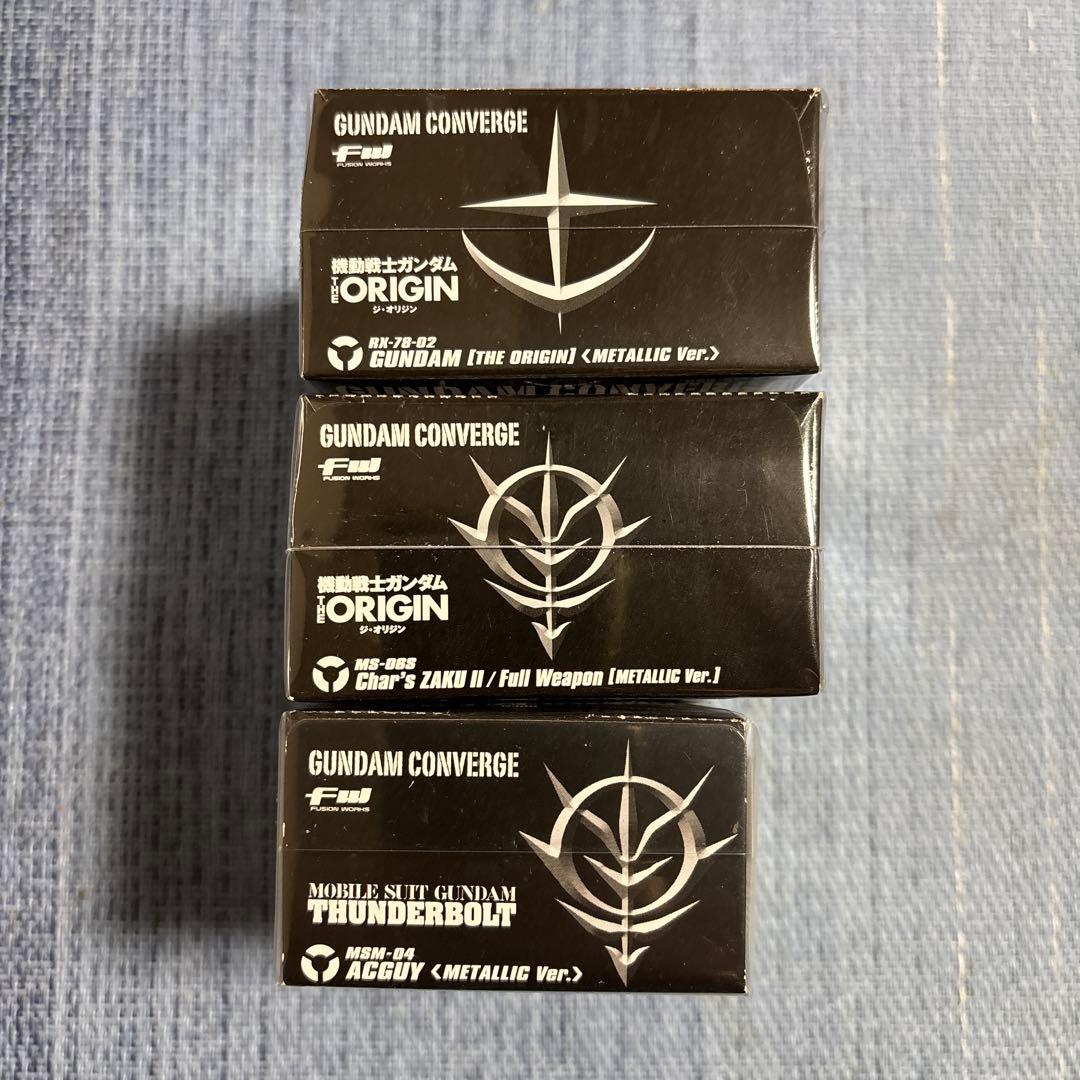 GUNDAM CONVERGE
FW
FUSION WORKS
機動戦士ガンダム
THE ORIGIN
ジ・オリジン
RX-78-02
GUNDAM [THE ORIGIN] 〈METALLIC Ver.〉
GUNDAM CONVERGE
GUNDAM CONVERGE
FW
FUSION WORKS
機動戦士ガンダム
THE ORIGIN
ジ・オリジン
MS-06S
Char's ZAKU II / Full Weapon [METALLIC Ver.]
GUNDAM CONVERGE
FW
FUSION WORKS
MOBILE SUIT GUNDAM
THUNDERBOLT
MSM-04
ACGUY 〈METALLIC Ver.〉